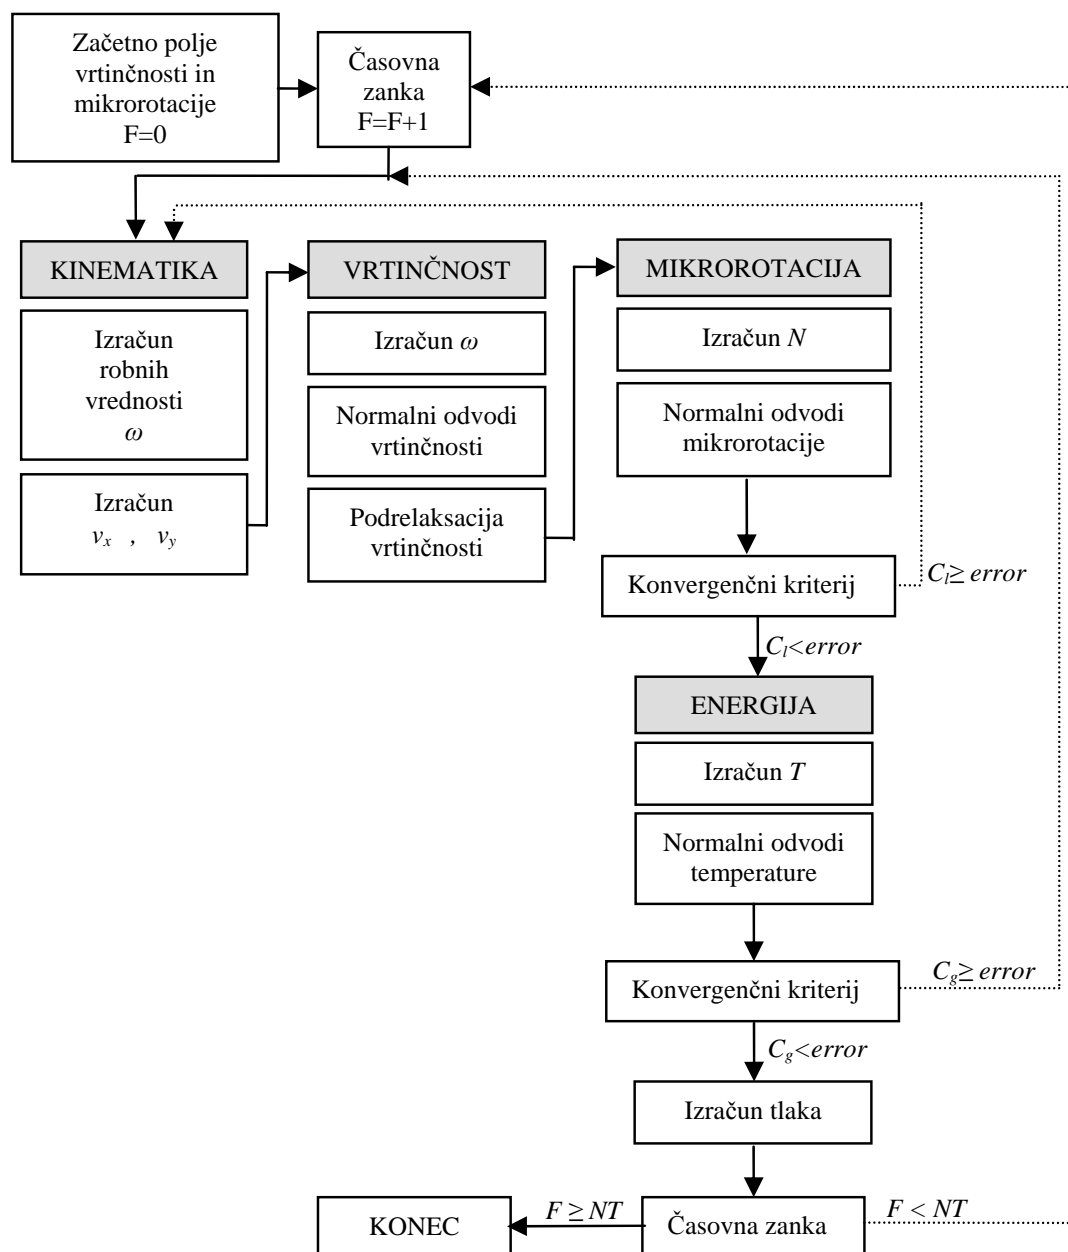 Začetno polje
vrtinčnosti in
mikrorotacije
F=0
Časovna
zanka
F=F+1
KINEMATIKA
Izračun
robnih
vrednosti
ω
Izračun
vx , vy
VRTINČNOST
Izračun ω
Normalni odvodi
vrtinčnosti
Podrelaksacija
vrtinčnosti
MIKROROTACIJA
Izračun N
Normalni odvodi
mikrorotacije
Konvergenčni kriterij
Cl≥ error
Cl<error
ENERGIJA
Izračun T
Normalni odvodi
temperature
Konvergenčni kriterij
Cg≥ error
Cg<error
Izračun tlaka
Časovna zanka
F < NT
F ≥ NT
KONEC